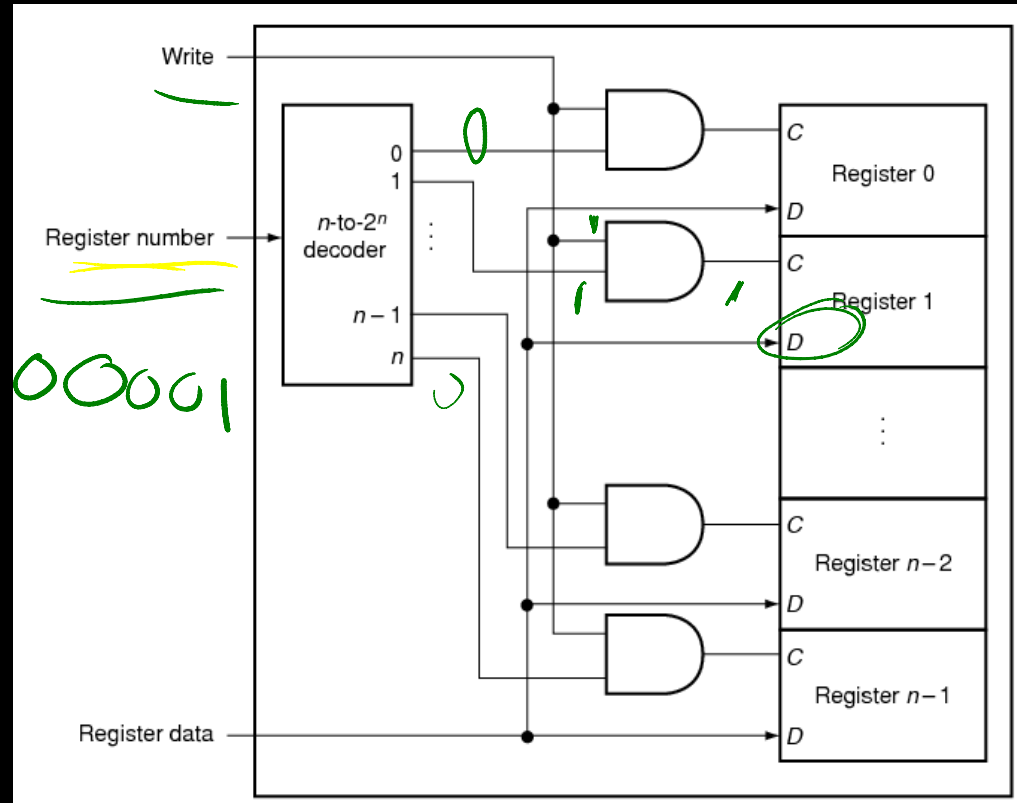 Write
0
C
0
Register 0
1
D
n-to-2ⁿ
decoder
⋮
Register number
1
C
1
1
Register 1
n – 1
D
n
00001
0
⋮
C
Register n – 2
D
C
Register n – 1
Register data
D